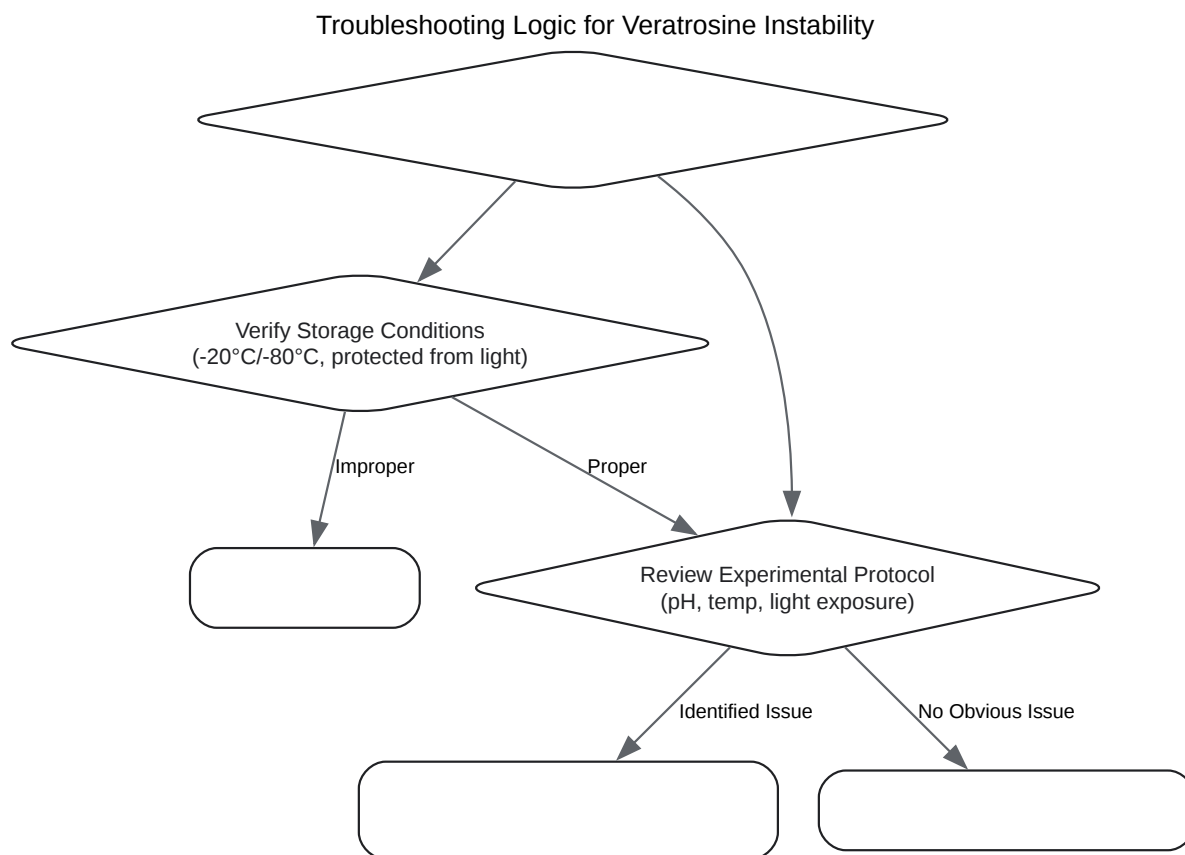 Troubleshooting Logic for Veratrosine Instability
Verify Storage Conditions
(-20°C/-80°C, protected from light)
Improper
Proper
Review Experimental Protocol
(pH, temp, light exposure)
Identified Issue
No Obvious Issue